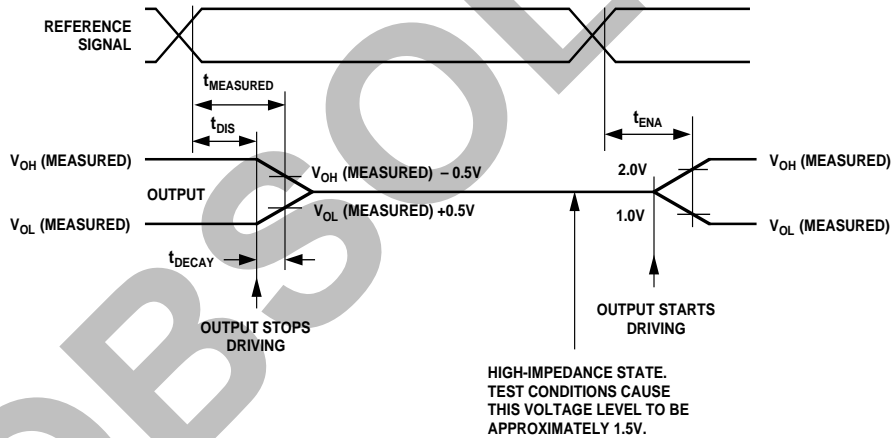 REFERENCE
SIGNAL
tMEASURED
tDIS
tENA
VOH (MEASURED)
VOH (MEASURED) – 0.5V
2.0V
VOH (MEASURED)
OUTPUT
VOL (MEASURED)
VOL (MEASURED) +0.5V
1.0V
VOL (MEASURED)
tDECAY
OUTPUT STOPS
DRIVING
OUTPUT STARTS
DRIVING
HIGH-IMPEDANCE STATE.
TEST CONDITIONS CAUSE
THIS VOLTAGE LEVEL TO BE
APPROXIMATELY 1.5V.
OBSOL